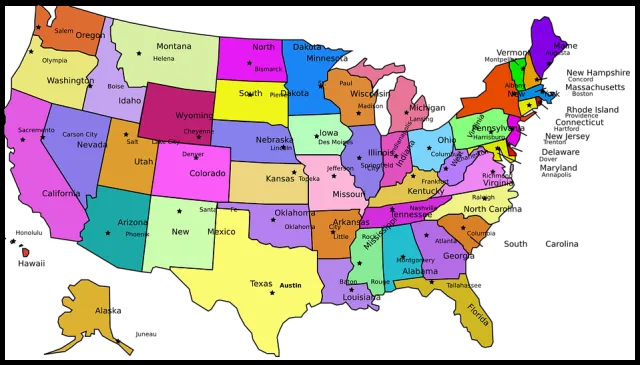 Salem Oregon
Olympia
Washington
Montana
Helena
Boise
Idaho
North Dakota
Bismarck
Minnesota
Paul
South Dakota
Wisconsin
Madison
Michigan
Lansing
Wyoming
Cheyenne
Sacramento
Carson City
Nevada
Salt Lake City
Utah
Denver
Colorado
Nebraska
Lincoln
Iowa
Des Moines
Illinois
Springfield
Indiana
Indianapolis
Ohio
Columbus
Pennsylvania
Harrisburg
Vermont
Montpelier
Maine
Augusta
New Hampshire
Concord
Massachusetts
Boston
Rhode Island
Providence
Connecticut
Hartford
New Jersey
Trenton
Delaware
Dover
Maryland
Annapolis
New York
Albany
California
Kansas
Topeka
Jefferson City
Missouri
Kentucky
Frankfort
West Virginia
Richmond
Virginia
Raleigh
North Carolina
Nashville
Tennessee
Columbia
South Carolina
Arizona
Phoenix
Santa Fe
New Mexico
Oklahoma
Oklahoma City
Arkansas
Little Rock
Mississippi
Montgomery
Alabama
Atlanta
Georgia
Texas Austin
Baton Rouge
Louisiana
Tallahassee
Florida
Honolulu
Hawaii
Alaska
Juneau